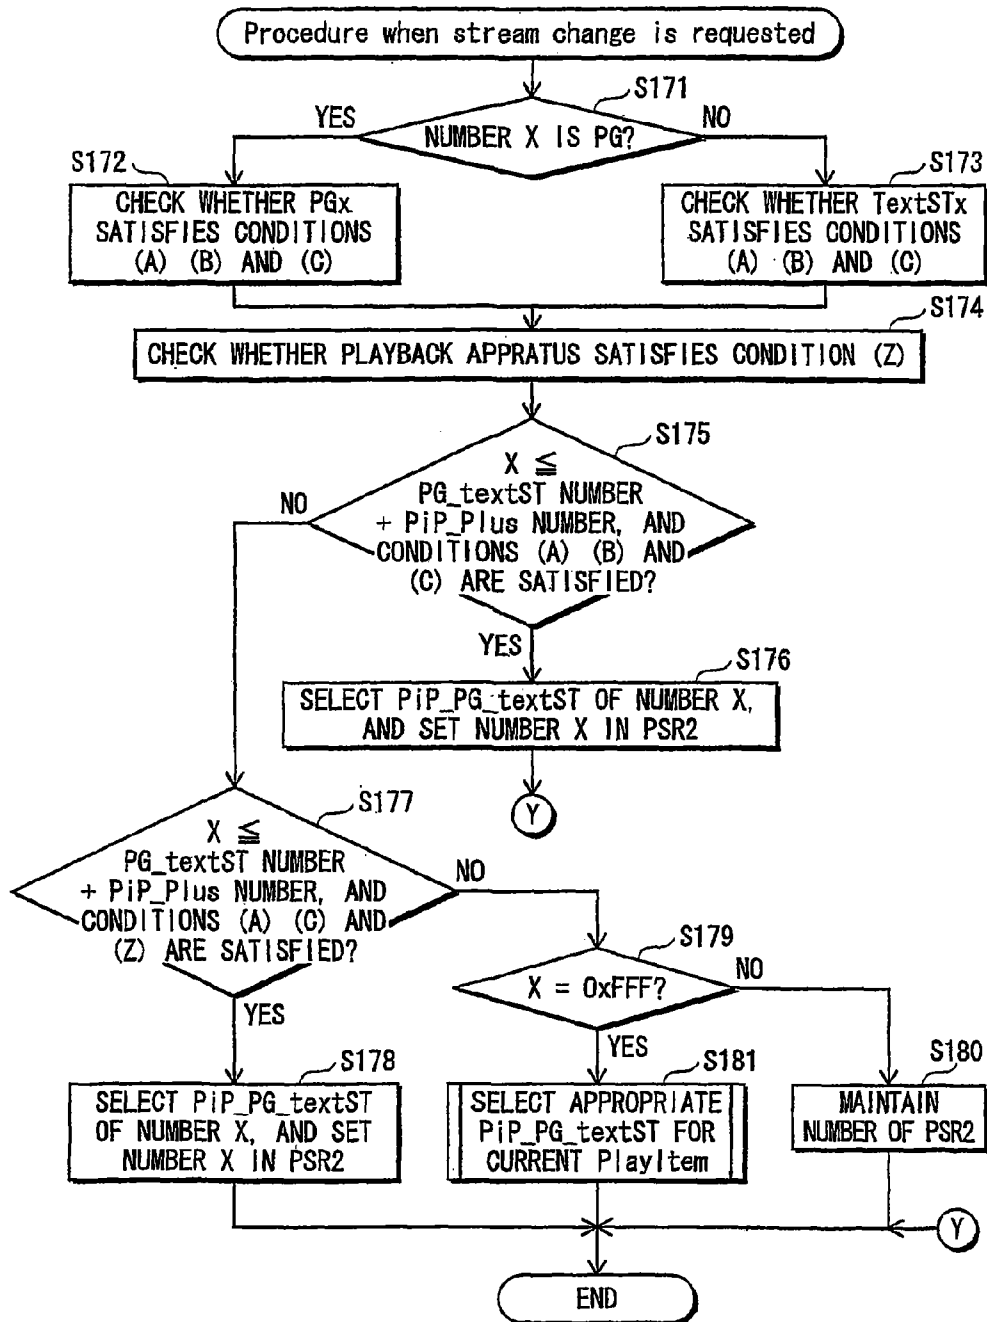 Procedure when stream change is requested
S171
YES
NUMBER X IS PG?
NO
S172
CHECK WHETHER PGx
SATISFIES CONDITIONS
(A) (B) AND (C)
S173
CHECK WHETHER TextSTx
SATISFIES CONDITIONS
(A) (B) AND (C)
S174
CHECK WHETHER PLAYBACK APPRATUS SATISFIES CONDITION (Z)
S175
X ≦
PG_textST NUMBER
+ PiP_Plus NUMBER, AND
CONDITIONS (A) (B) AND
(C) ARE SATISFIED?
NO
YES
S176
SELECT PiP_PG_textST OF NUMBER X,
AND SET NUMBER X IN PSR2
Y
S177
X ≦
PG_textST NUMBER
+ PiP_Plus NUMBER, AND
CONDITIONS (A) (C) AND
(Z) ARE SATISFIED?
NO
YES
S179
X = 0xFFF?
NO
YES
S178
SELECT PiP_PG_textST
OF NUMBER X, AND SET
NUMBER X IN PSR2
S181
SELECT APPROPRIATE
PiP_PG_textST FOR
CURRENT PlayItem
S180
MAINTAIN
NUMBER OF PSR2
Y
END